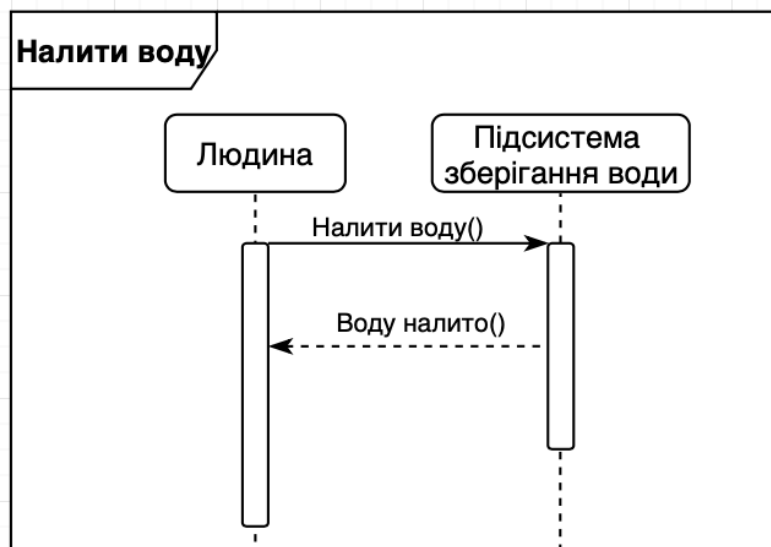 Налити воду
Людина
Підсистема
зберігання води
Налити воду()
Воду налито()